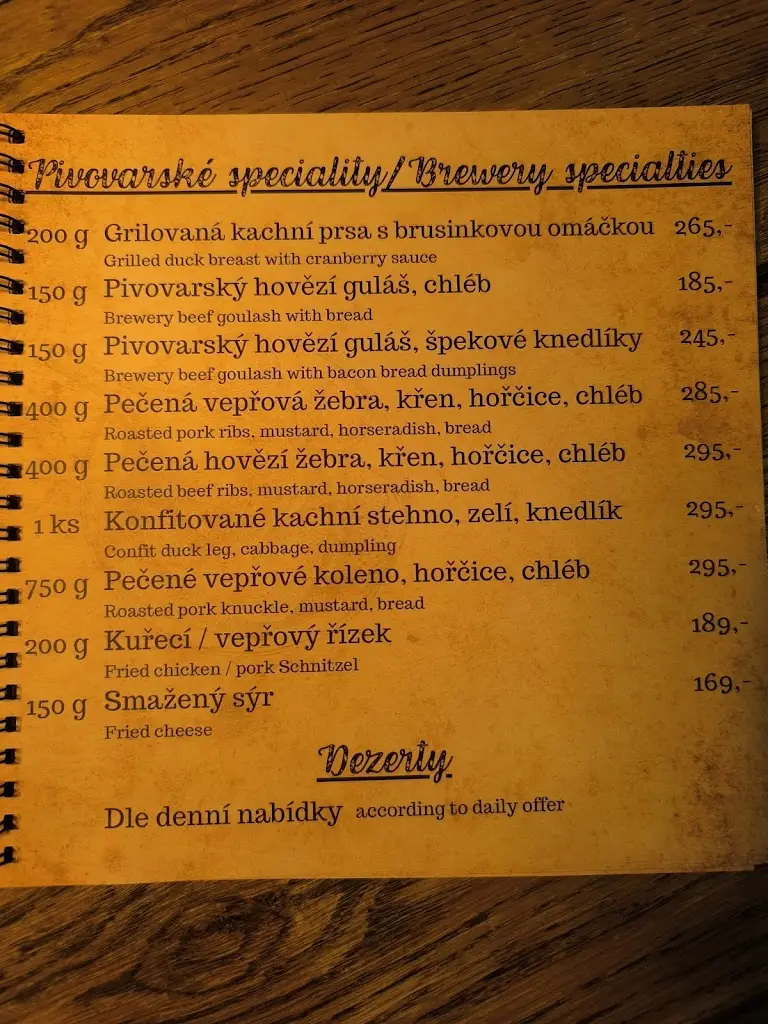 Pivovarské speciality/Brewery specialties
200 g Grilovaná kachní prsa s brusinkovou omáčkou 265,-
Grilled duck breast with cranberry sauce
150 g Pivovarský hovězí guláš, chléb 185,-
Brewery beef goulash with bread
150 g Pivovarský hovězí guláš, špekové knedlíky 245,-
Brewery beef goulash with bacon bread dumplings
400 g Pečená vepřová žebra, křen, hořčice, chléb 285,-
Roasted pork ribs, mustard, horseradish, bread
400 g Pečená hovězí žebra, křen, hořčice, chléb 295,-
Roasted beef ribs, mustard, horseradish, bread
1 ks Konfitované kachní stehno, zelí, knedlík 295,-
Confit duck leg, cabbage, dumpling
750 g Pečené vepřové koleno, hořčice, chléb 295,-
Roasted pork knuckle, mustard, bread
200 g Kuřecí / vepřový řízek 189,-
Fried chicken / pork Schnitzel
150 g Smažený sýr 169,-
Fried cheese
Dezerty
Dle denní nabídky according to daily offer